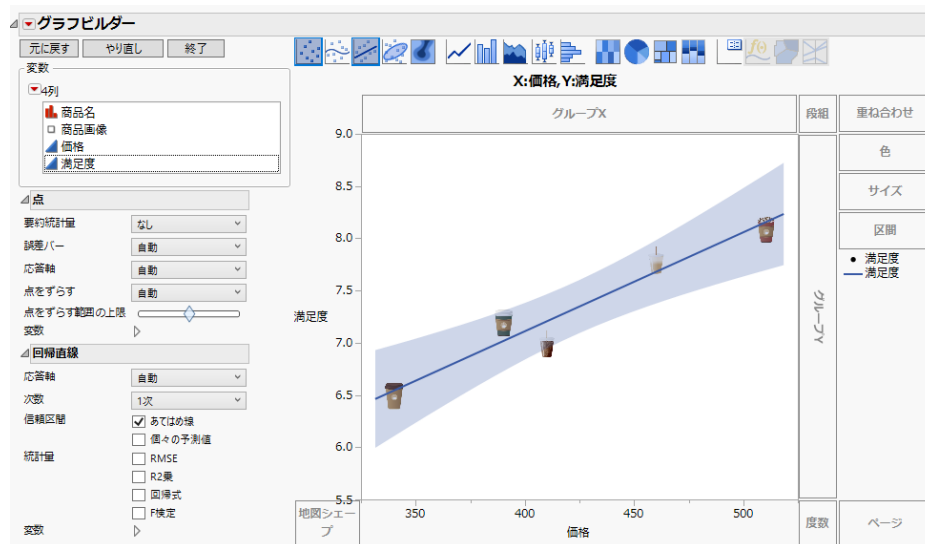 グラフビルダー
元に戻す やり直し 終了
変数
4列
商品名
商品画像
価格
満足度
点
要約統計量 なし
誤差バー 自動
応答軸 自動
点をずらす 自動
点をずらす範囲の上限
変数
回帰直線
応答軸 自動
次数 1次
信頼区間 あてはめ線
個々の予測値
統計量 RMSE
R2乗
回帰式
F検定
変数
X:価格,Y:満足度
グループX
段組
重ね合わせ
色
サイズ
区間
満足度
満足度
グループY
満足度
9.0
8.5
8.0
7.5
7.0
6.5
6.0
5.5
地図シェー
プ
350 400 450 500
価格
度数
ページ